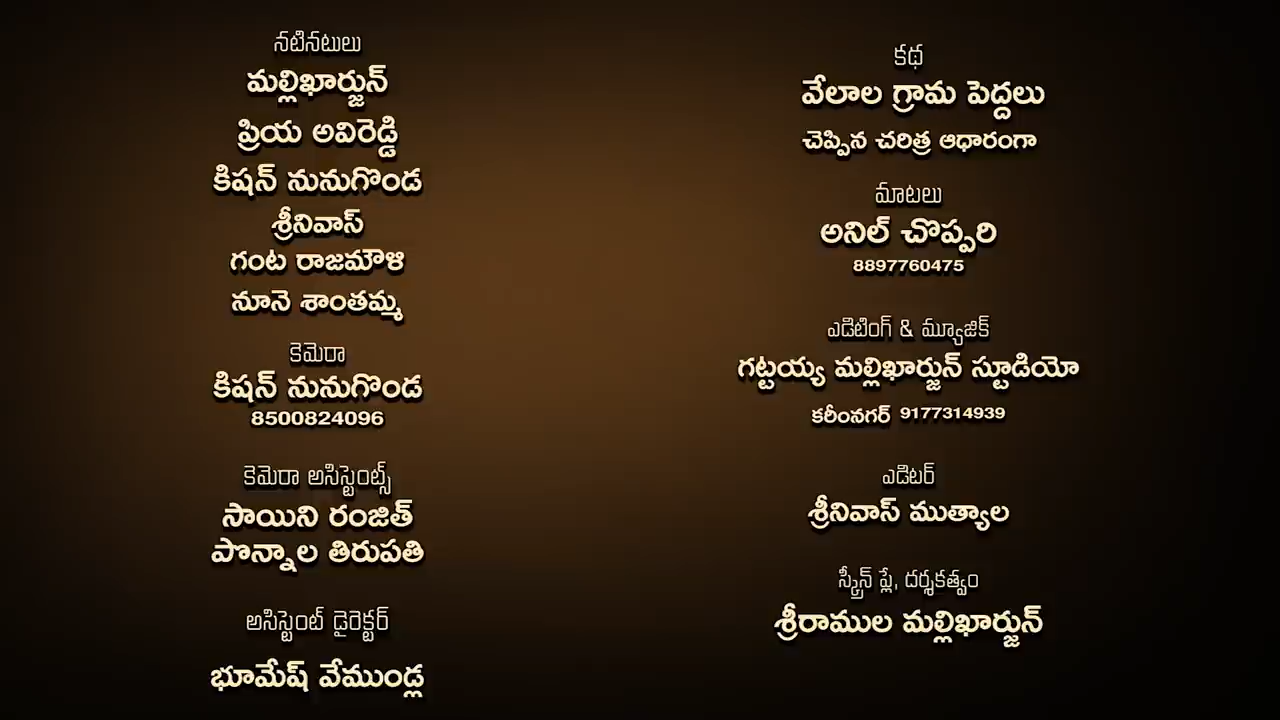 నటినటులు
మల్లిఖార్జున్
ప్రియ అవిరెడ్డి
కిషన్ నునుగొండ
శ్రీనివాస్
గంట రాజమౌళి
నూనె శాంతమ్మ
కెమెరా
కిషన్ నునుగొండ
8500824096
కెమెరా అసిస్టెంట్స్
సాయిని రంజిత్
పొన్నాల తిరుపతి
అసిస్టెంట్ డైరెక్టర్
భూమేష్ వేముండ్ల
కథ
వేలాల గ్రామ పెద్దలు
చెప్పిన చరిత్ర ఆధారంగా
మాటలు
అనిల్ చొప్పరి
8897760475
ఎడిటింగ్ & మ్యూజిక్
గట్టయ్య మల్లిఖార్జున్ స్టూడియో
కరీంనగర్ 9177314939
ఎడిటర్
శ్రీనివాస్ ముత్యాల
స్క్రీన్ ప్లే, దర్శకత్వం
శ్రీరాముల మల్లిఖార్జున్